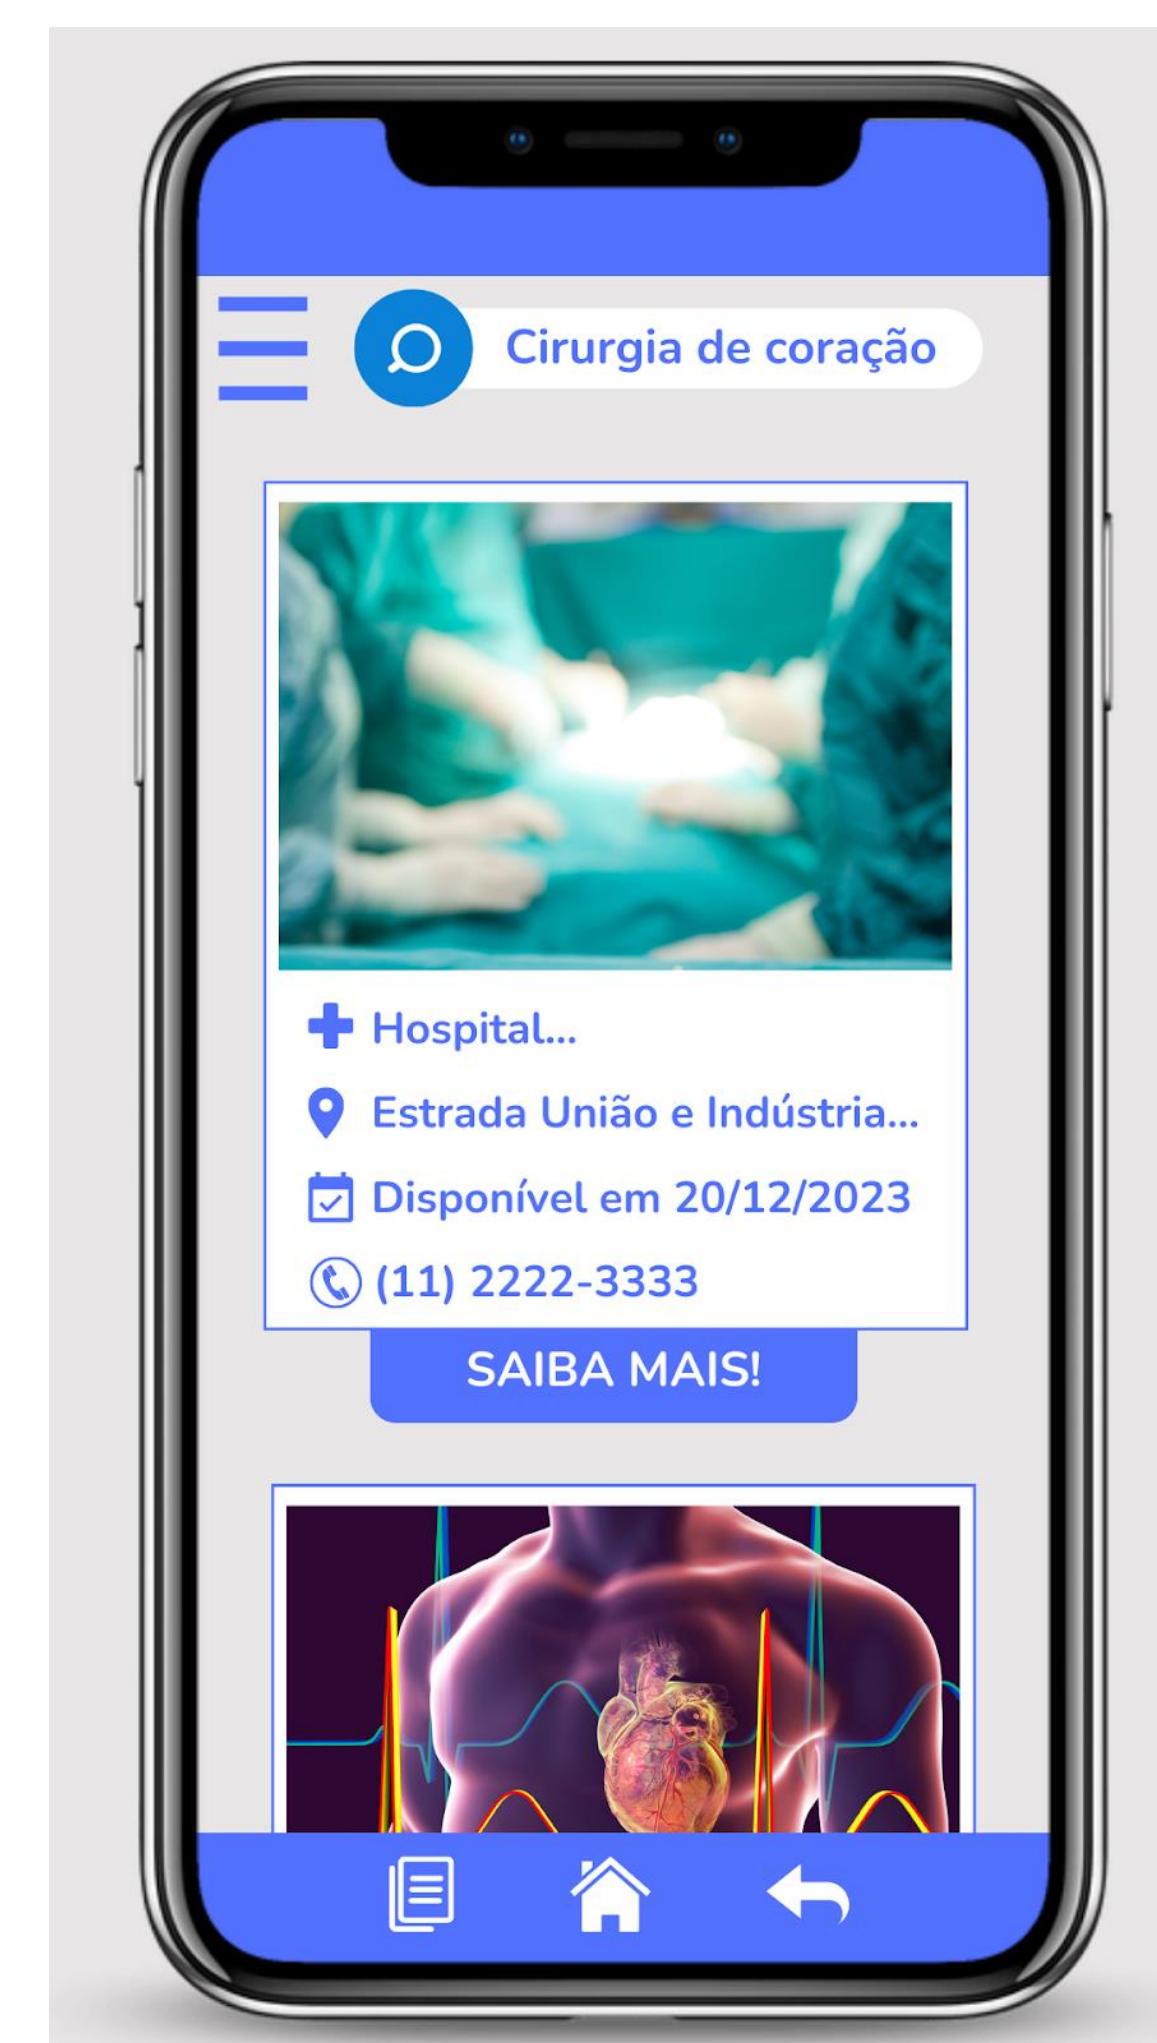 Cirurgia de coração
Hospital...
Estrada União e Indústria...
Disponível em 20/12/2023
(11) 2222-3333
SAIBA MAIS!